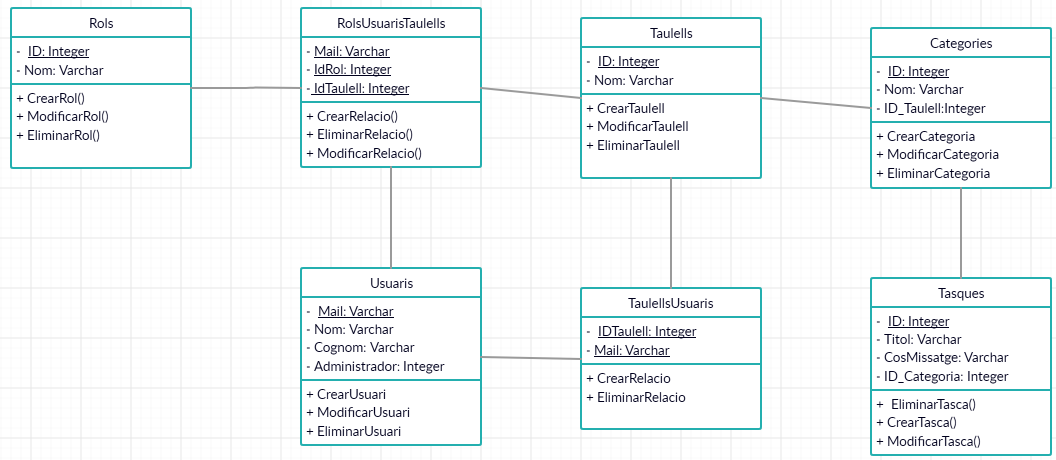 Rols
- ID: Integer
- Nom: Varchar
+ CrearRol()
+ ModificarRol()
+ EliminarRol()
RolsUsuarisTaulells
- Mail: Varchar
- IdRol: Integer
- IdTaulell: Integer
+ CrearRelacio()
+ EliminarRelacio()
+ ModificarRelacio()
Taulells
- ID: Integer
- Nom: Varchar
+ CrearTaulell
+ ModificarTaulell
+ EliminarTaulell
Categories
- ID: Integer
- Nom: Varchar
- ID_Taulell:Integer
+ CrearCategoria
+ ModificarCategoria
+ EliminarCategoria
Usuaris
- Mail: Varchar
- Nom: Varchar
- Cognom: Varchar
- Administrador: Integer
+ CrearUsuari
+ ModificarUsuari
+ EliminarUsuari
TaulellsUsuaris
- IDTaulell: Integer
- Mail: Varchar
+ CrearRelacio
+ EliminarRelacio
Tasques
- ID: Integer
- Titol: Varchar
- CosMissatge: Varchar
- ID_Categoria: Integer
+ EliminarTasca()
+ CrearTasca()
+ ModificarTasca()